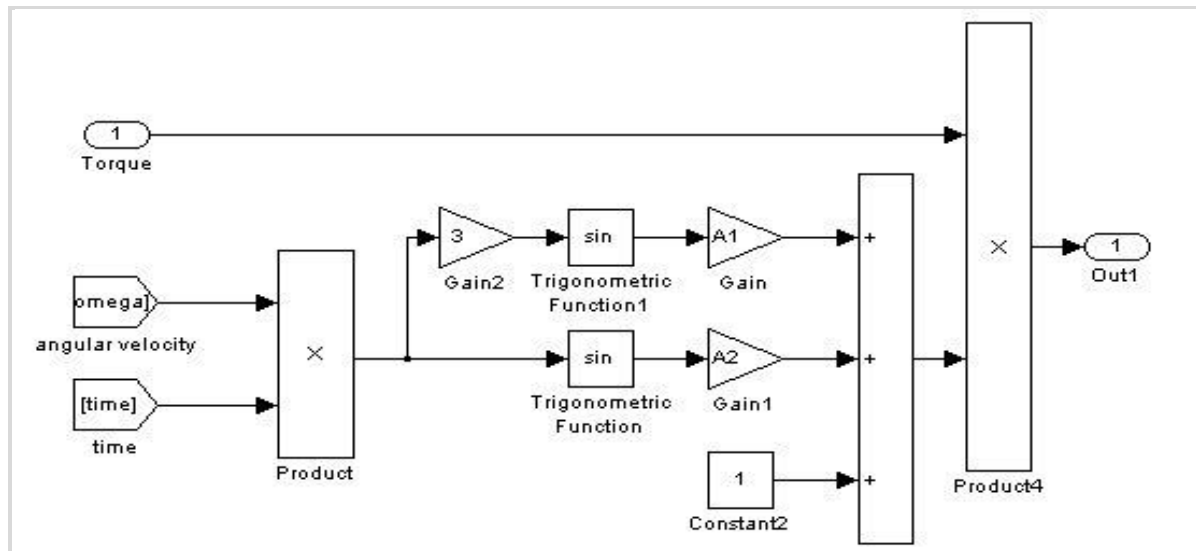 1
Torque
omega]
angular velocity
[time]
time
×
Product
3
Gain2
sin
Trigonometric
Function1
A1
Gain
sin
Trigonometric
Function
A2
Gain1
1
Constant2
+
+
+
×
Product4
1
Out1